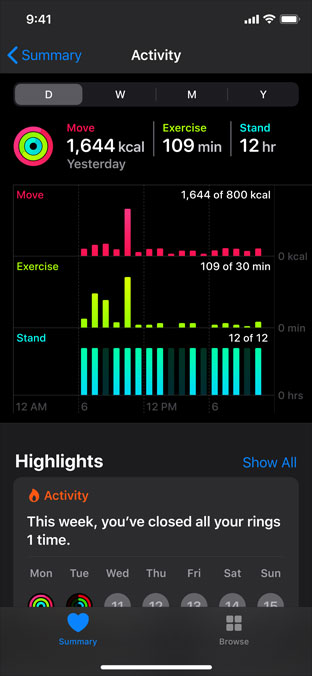 9:41
Summary
Activity
D W M Y
Move Exercise Stand
1,644 kcal 109 min 12 hr
Yesterday
Move 1,644 of 800 kcal
0 kcal
Exercise 109 of 30 min
0 min
Stand 12 of 12
0 hrs
12 AM 6 12 PM 6
Highlights Show All
Activity
This week, you’ve closed all your rings
1 time.
Mon Tue Wed Thu Fri Sat Sun
11 12 13 14 15
Summary Browse